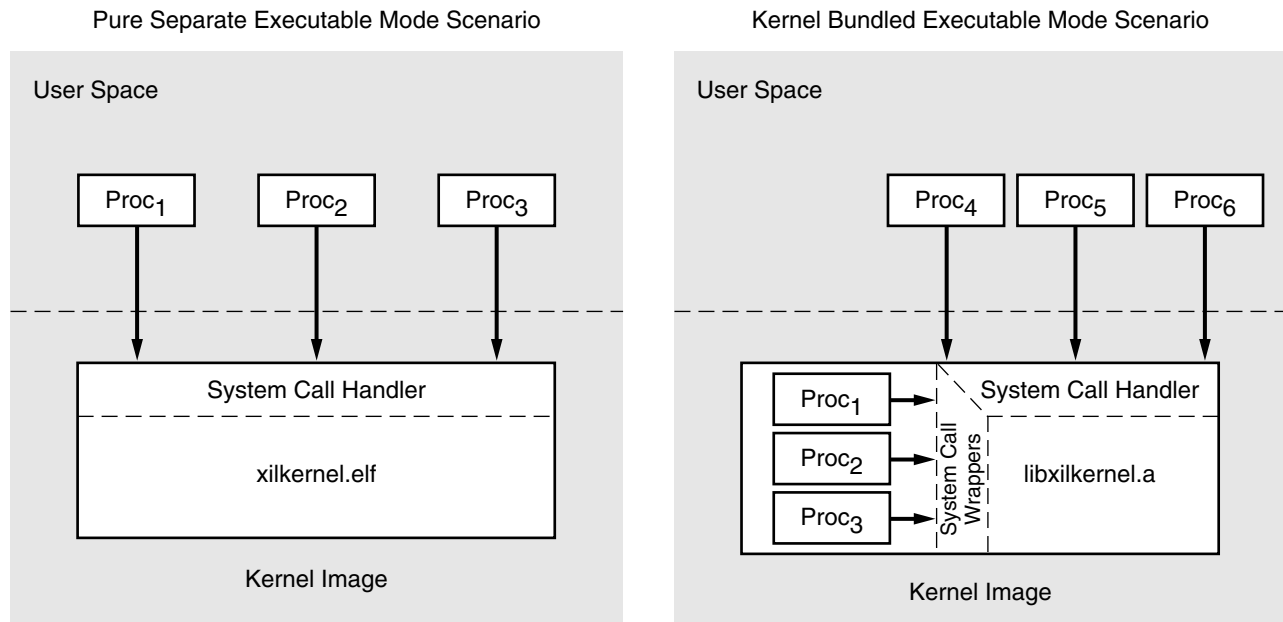 Pure Separate Executable Mode Scenario
User Space
Proc1
Proc2
Proc3
System Call Handler
xilkernel.elf
Kernel Image
Kernel Bundled Executable Mode Scenario
User Space
Proc4
Proc5
Proc6
Proc1
Proc2
Proc3
System Call
Wrappers
System Call Handler
libxilkernel.a
Kernel Image